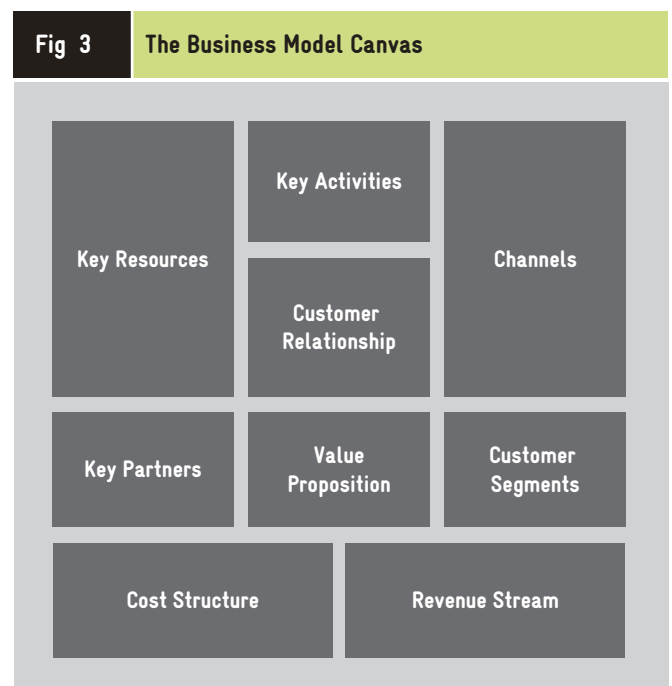 Fig 3
The Business Model Canvas
Key Resources
Key Activities
Customer
Relationship
Channels
Key Partners
Value
Proposition
Customer
Segments
Cost Structure
Revenue Stream